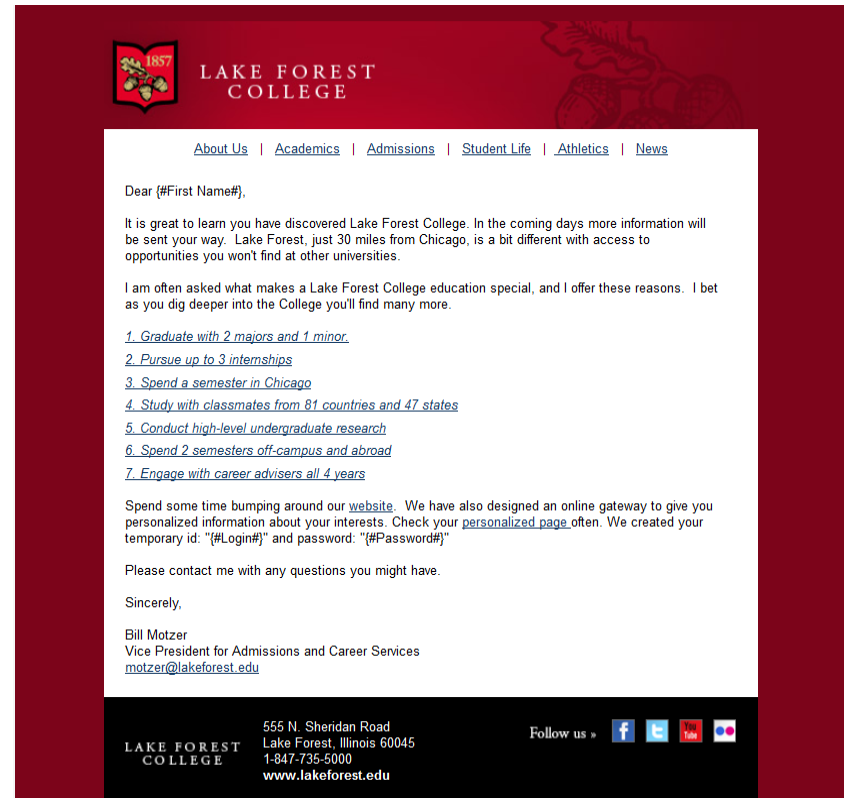 1857
LAKE FOREST
COLLEGE
About Us | Academics | Admissions | Student Life | Athletics | News
Dear {#First Name#},
It is great to learn you have discovered Lake Forest College. In the coming days more information will
be sent your way.  Lake Forest, just 30 miles from Chicago, is a bit different with access to
opportunities you won't find at other universities.
I am often asked what makes a Lake Forest College education special, and I offer these reasons.  I bet
as you dig deeper into the College you'll find many more.
1. Graduate with 2 majors and 1 minor.
2. Pursue up to 3 internships
3. Spend a semester in Chicago
4. Study with classmates from 81 countries and 47 states
5. Conduct high-level undergraduate research
6. Spend 2 semesters off-campus and abroad
7. Engage with career advisers all 4 years
Spend some time bumping around our website.  We have also designed an online gateway to give you
personalized information about your interests. Check your personalized page often. We created your
temporary id: "{#Login#}" and password: "{#Password#}"
Please contact me with any questions you might have.
Sincerely,
Bill Motzer
Vice President for Admissions and Career Services
motzer@lakeforest.edu
LAKE FOREST
COLLEGE
555 N. Sheridan Road
Lake Forest, Illinois 60045
1-847-735-5000
www.lakeforest.edu
Follow us »
f
t
You
Tube